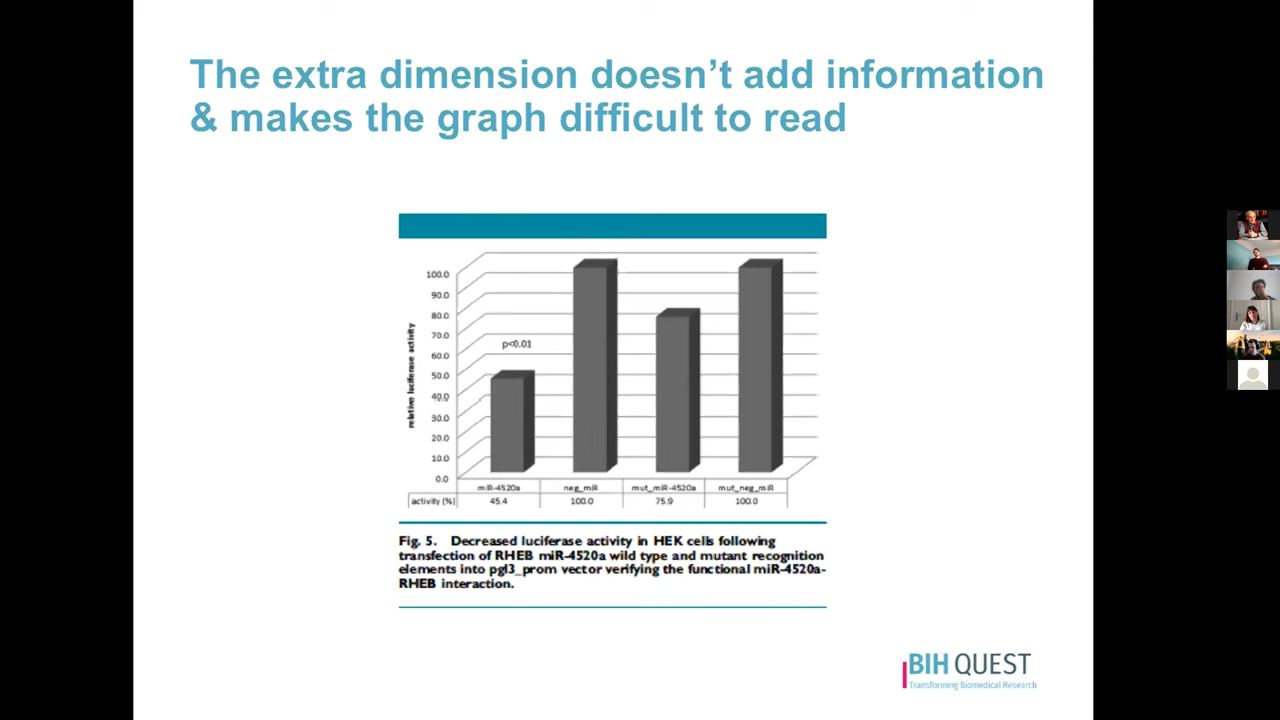 The extra dimension doesn’t add information
& makes the graph difficult to read
100.0
90.0
80.0
70.0
60.0
50.0
40.0
30.0
20.0
10.0
0.0
relative luciferase activity
p<0.01
miR-4520a neg_miR mut_miR-4520a mut_neg_miR
activity (%) 45.4 100.0 75.9 100.0
Fig. 5. Decreased luciferase activity in HEK cells following
transfection of RHEB miR-4520a wild type and mutant recognition
elements into pgl3_prom vector verifying the functional miR-4520a-
RHEB interaction.
BIH QUEST
Transforming Biomedical Research